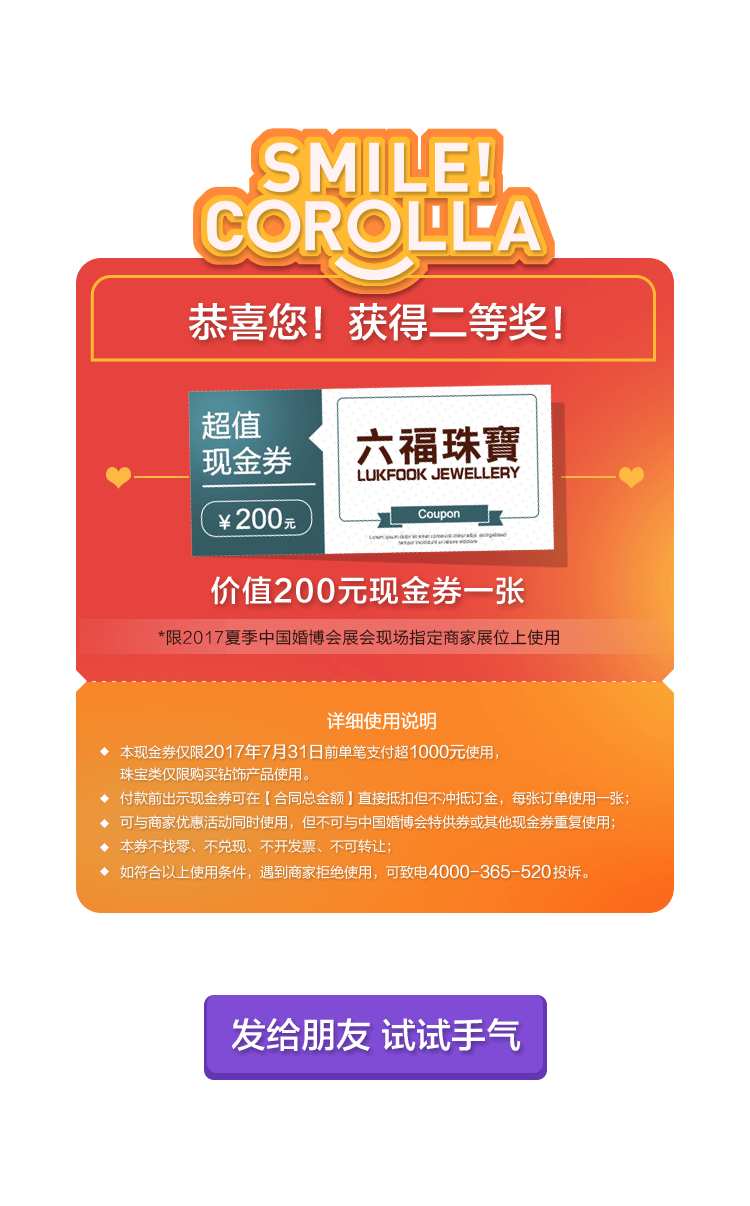 SMILE!
COROLLA
恭喜您！获得二等奖！
超值
现金券
¥200元
六福珠寶
LUKFOOK JEWELLERY
Coupon
Lorem ipsum dolor sit amet
tempor incididunt ut labore
价值200元现金券一张
*限2017夏季中国婚博会展会现场指定商家展位上使用
详细使用说明
本现金券仅限2017年7月31日前单笔支付超1000元使用，
珠宝类仅限购买钻饰产品使用。
付款前出示现金券可在【合同总金额】直接抵扣但不冲抵订金，每张订单使用一张；
可与商家优惠活动同时使用，但不可与中国婚博会特供券或其他现金券重复使用；
本券不找零、不兑现、不开发票、不可转让；
如符合以上使用条件，遇到商家拒绝使用，可致电4000-365-520投诉。
发给朋友 试试手气